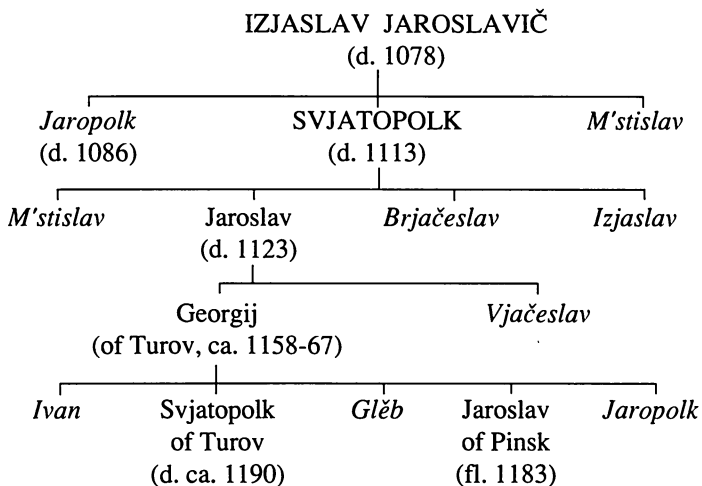 IZJASLAV JAROSLAVIČ
(d. 1078)
Jaropolk SVJATOPOLK M'stislav
(d. 1086) (d. 1113)
M'stislav Jaroslav Brjačeslav Izjaslav
(d. 1123)
Georgij Vjačeslav
(of Turov, ca. 1158-67)
Ivan Svjatopolk Glěb Jaroslav Jaropolk
of Turov of Pinsk
(d. ca. 1190) (fl. 1183)